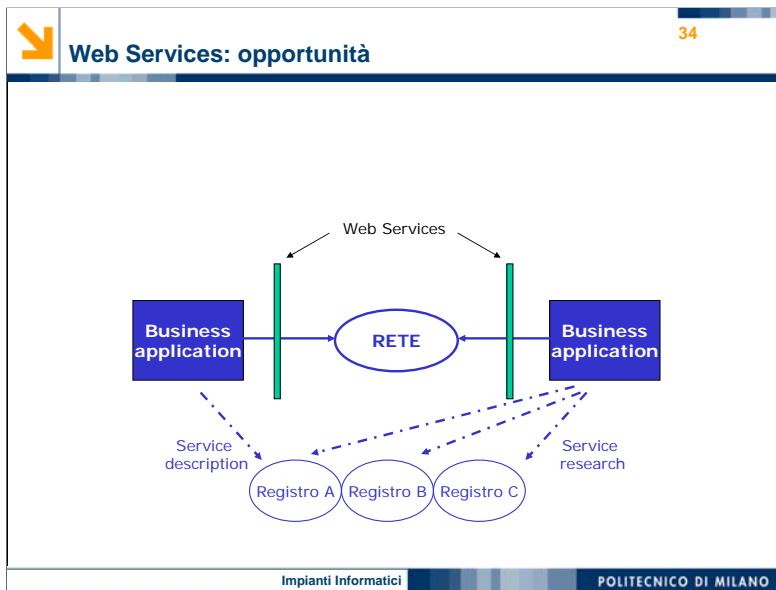 34
Web Services: opportunità
Web Services
Business
application
RETE
Business
application
Service
description
Service
research
Registro A
Registro B
Registro C
Impianti Informatici
POLITECNICO DI MILANO